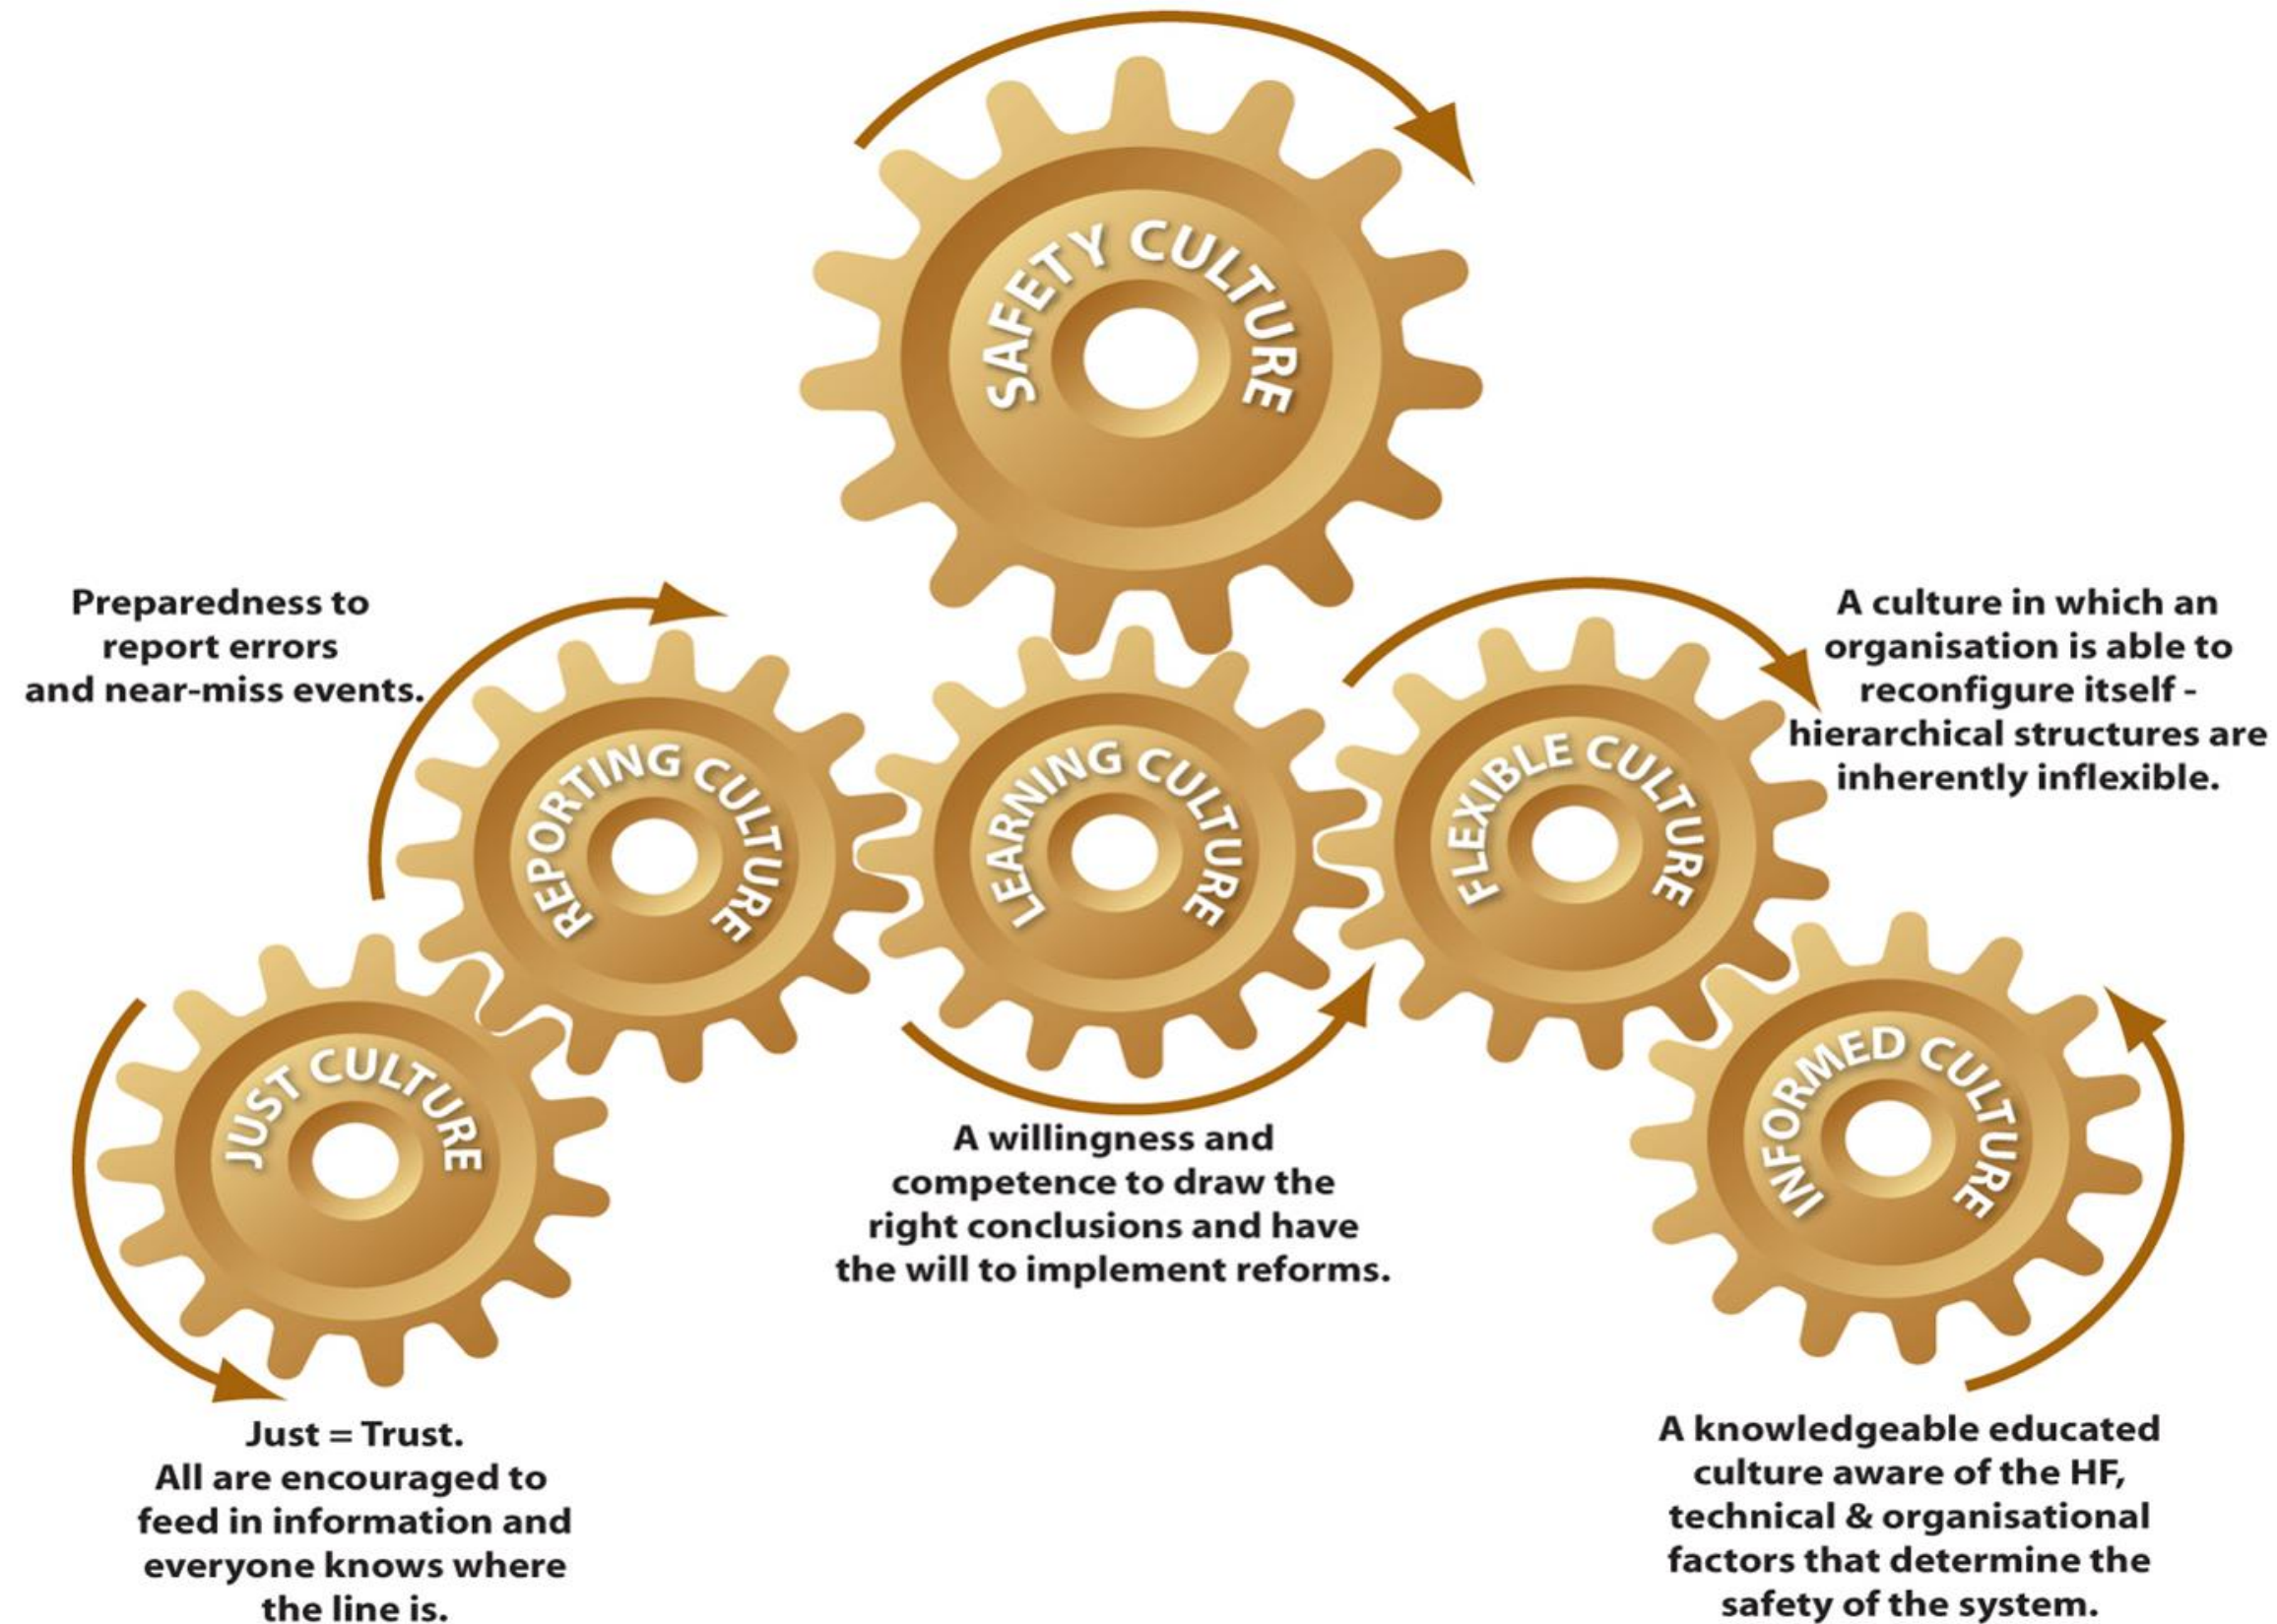 SAFETY CULTURE
Preparedness to
report errors
and near-miss events.
A culture in which an
organisation is able to
reconfigure itself -
hierarchical structures are
inherently inflexible.
REPORTING CULTURE
LEARNING CULTURE
FLEXIBLE CULTURE
JUST CULTURE
INFORMED CULTURE
A willingness and
competence to draw the
right conclusions and have
the will to implement reforms.
Just = Trust.
All are encouraged to
feed in information and
everyone knows where
the line is.
A knowledgeable educated
culture aware of the HF,
technical & organisational
factors that determine the
safety of the system.